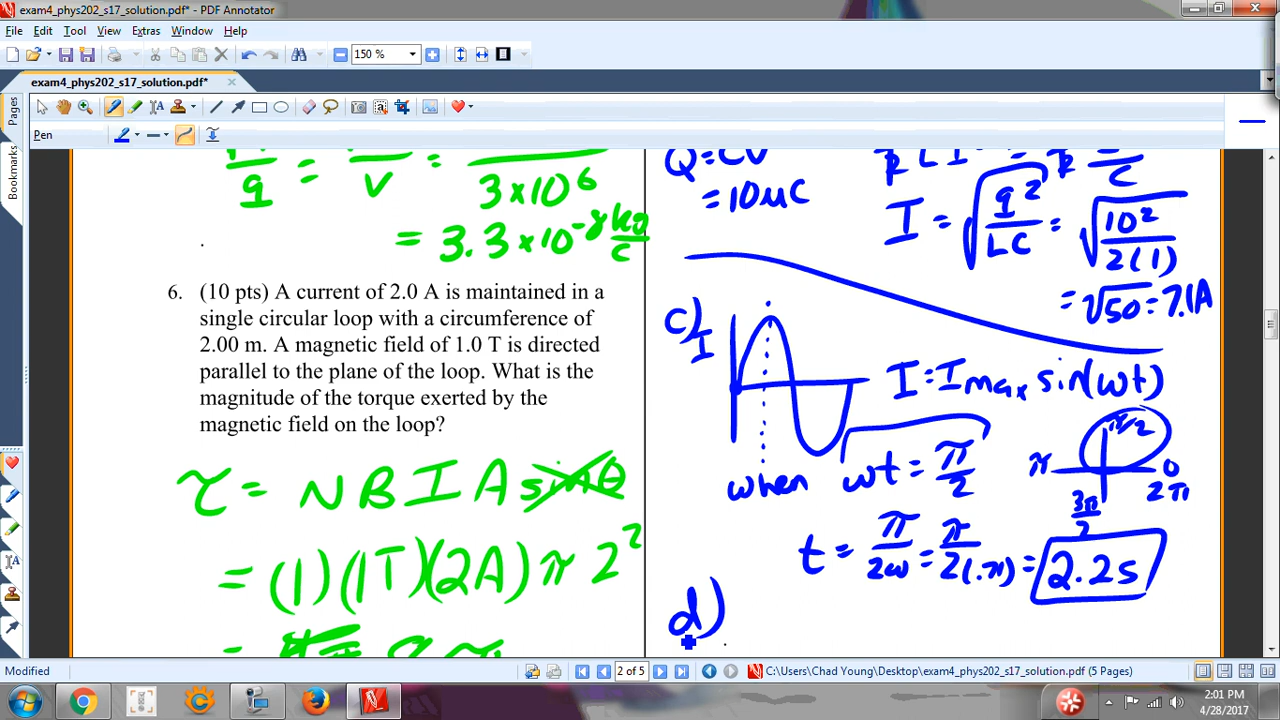 exam4_phys202_s17_solution.pdf* - PDF Annotator
File Edit Tool View Extras Window Help
150 %
exam4_phys202_s17_solution.pdf*
Pen
Pages
Bookmarks
q = v = 3×10⁶
= 3.3×10⁻⁸ kg/C
6. (10 pts) A current of 2.0 A is maintained in a
single circular loop with a circumference of
2.00 m. A magnetic field of 1.0 T is directed
parallel to the plane of the loop. What is the
magnitude of the torque exerted by the
magnetic field on the loop?
τ = NBIA sinθ
= (1)(1T)(2A)π 2²
Q=CV
= 10μC
I = √(q²/LC) = √(10²/2(1))
= √50 = 7.1A
c) I
I = Imax sin(ωt)
when ωt = π/2
π/2
π
0
2π
3π/2
t = π/2ω = π/2(.71) = 2.2s
d)
Modified
2 of 5
C:\Users\Chad Young\Desktop\exam4_phys202_s17_solution.pdf (5 Pages)
2:01 PM
4/28/2017